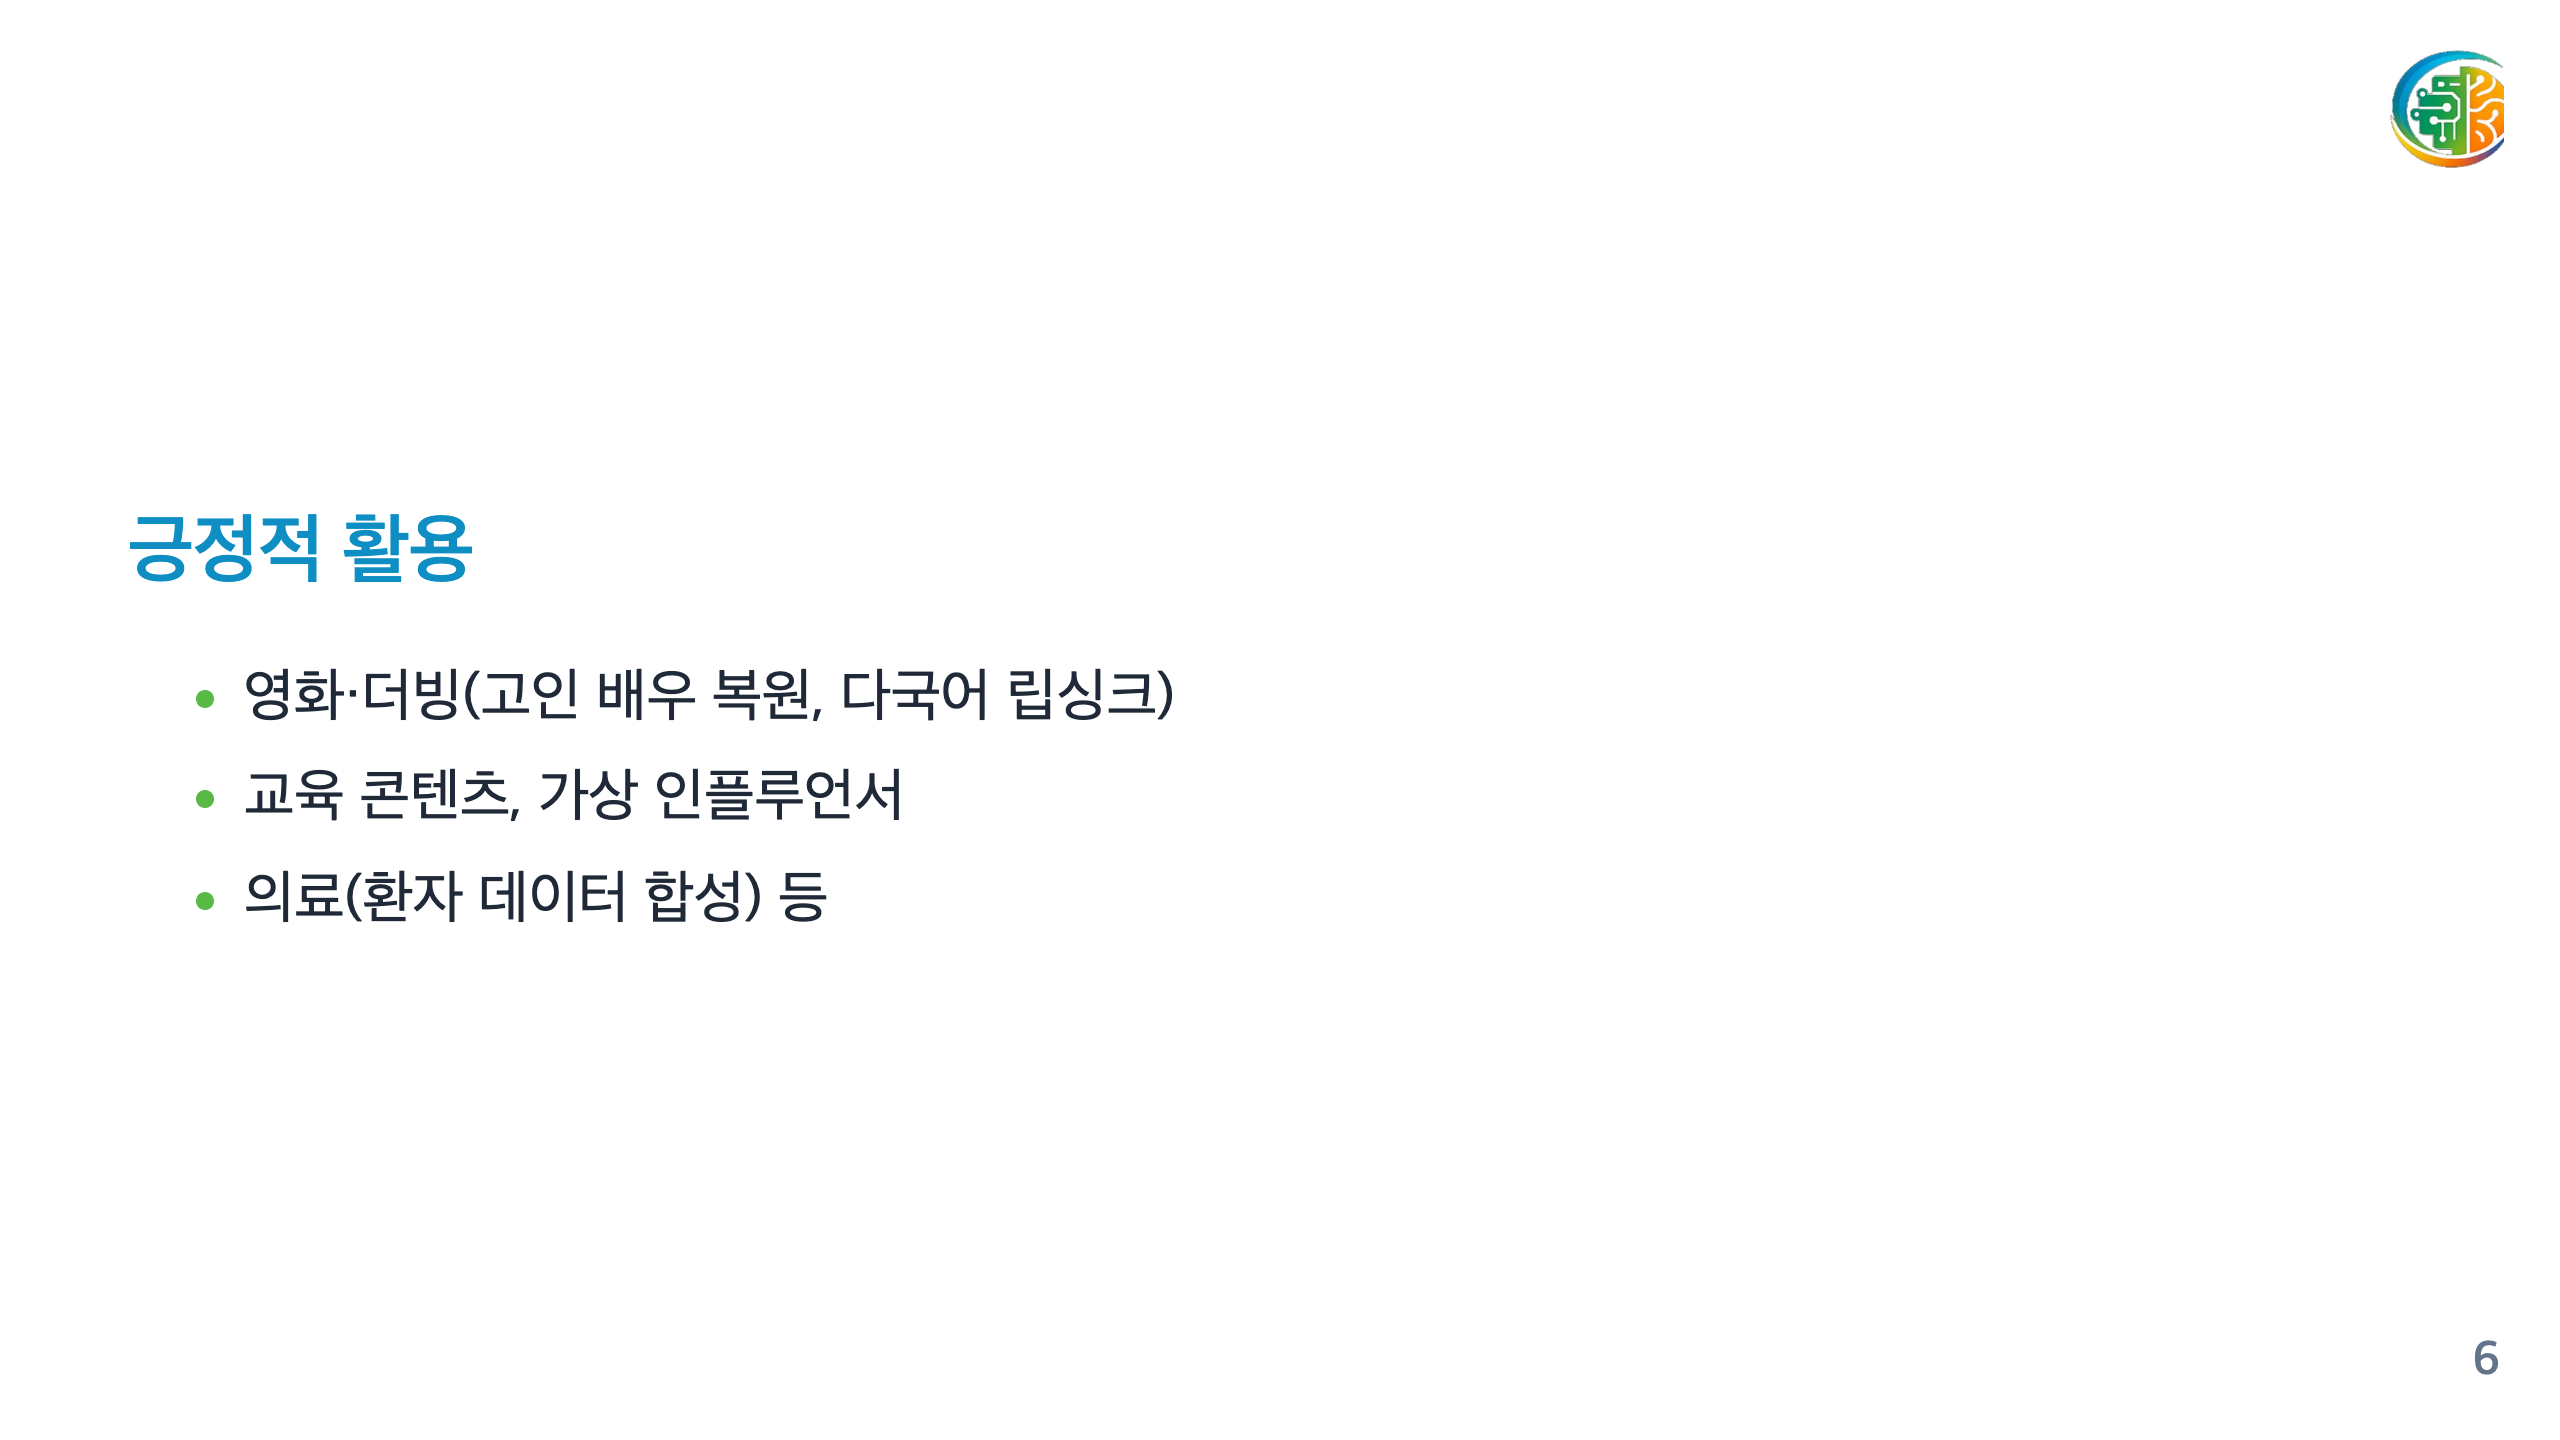 긍정적 활용
• 영화·더빙(고인 배우 복원, 다국어 립싱크)
• 교육 콘텐츠, 가상 인플루언서
• 의료(환자 데이터 합성) 등
6